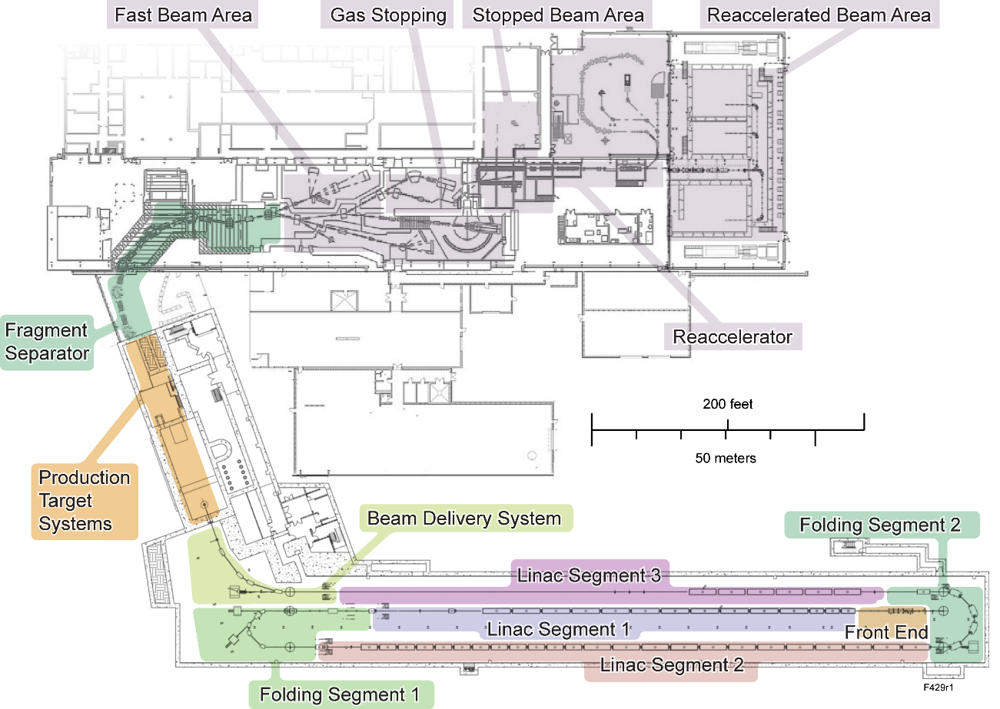 Fast Beam Area
Gas Stopping
Stopped Beam Area
Reaccelerated Beam Area
Reaccelerator
Fragment
Separator
200 feet
50 meters
Production
Target
Systems
Beam Delivery System
Folding Segment 2
Linac Segment 3
Linac Segment 1
Front End
Linac Segment 2
F429r1
Folding Segment 1